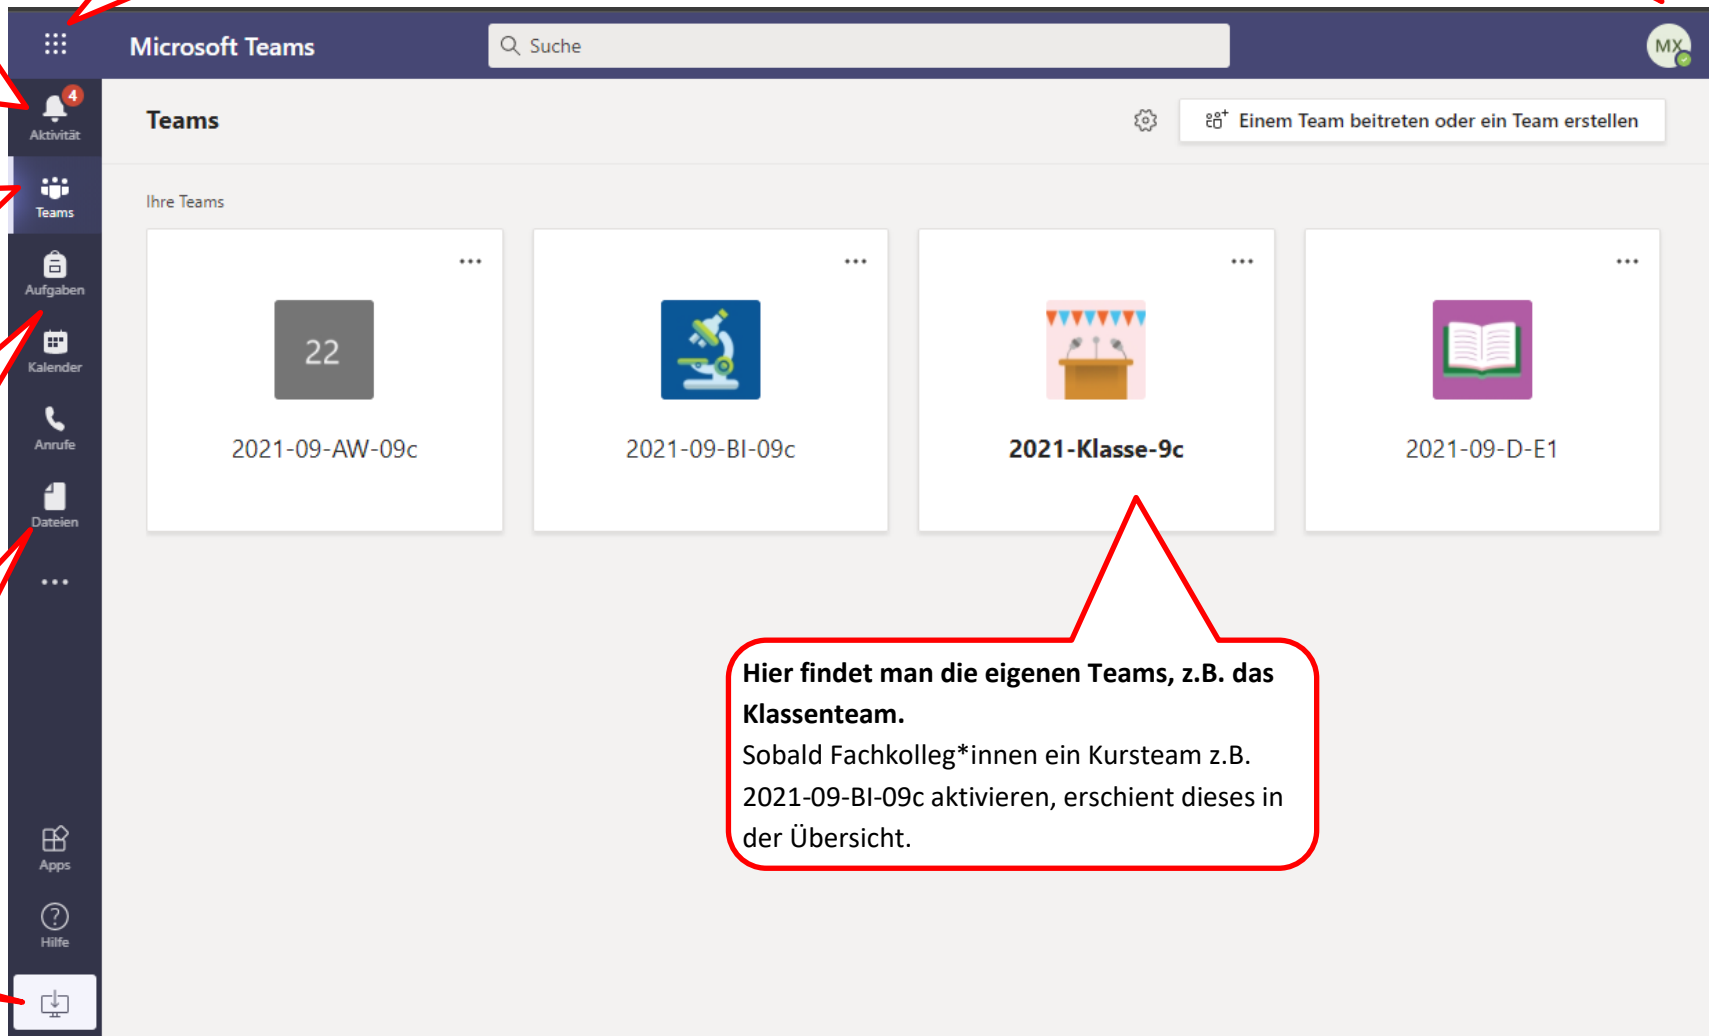 Microsoft Teams
Suche
MX
4
Aktivität
Teams
Aufgaben
Kalender
Anrufe
Dateien
Apps
Hilfe
Teams
Einem Team beitreten oder ein Team erstellen
Ihre Teams
22
2021-09-AW-09c
2021-09-BI-09c
2021-Klasse-9c
2021-09-D-E1
Hier findet man die eigenen Teams, z.B. das
Klassenteam.
Sobald Fachkolleg*innen ein Kursteam z.B.
2021-09-BI-09c aktivieren, erschient dieses in
der Übersicht.